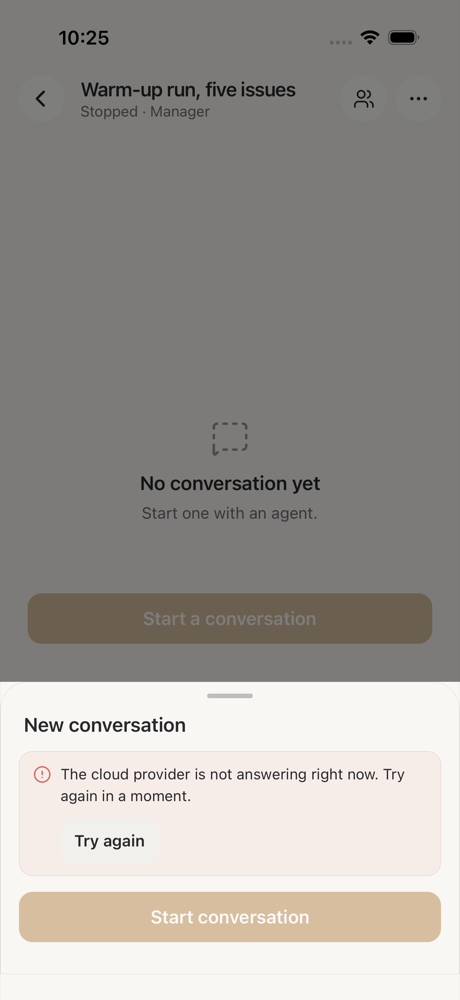 10:25
Warm-up run, five issues
Stopped · Manager
No conversation yet
Start one with an agent.
Start a conversation
New conversation
The cloud provider is not answering right now. Try
again in a moment.
Try again
Start conversation